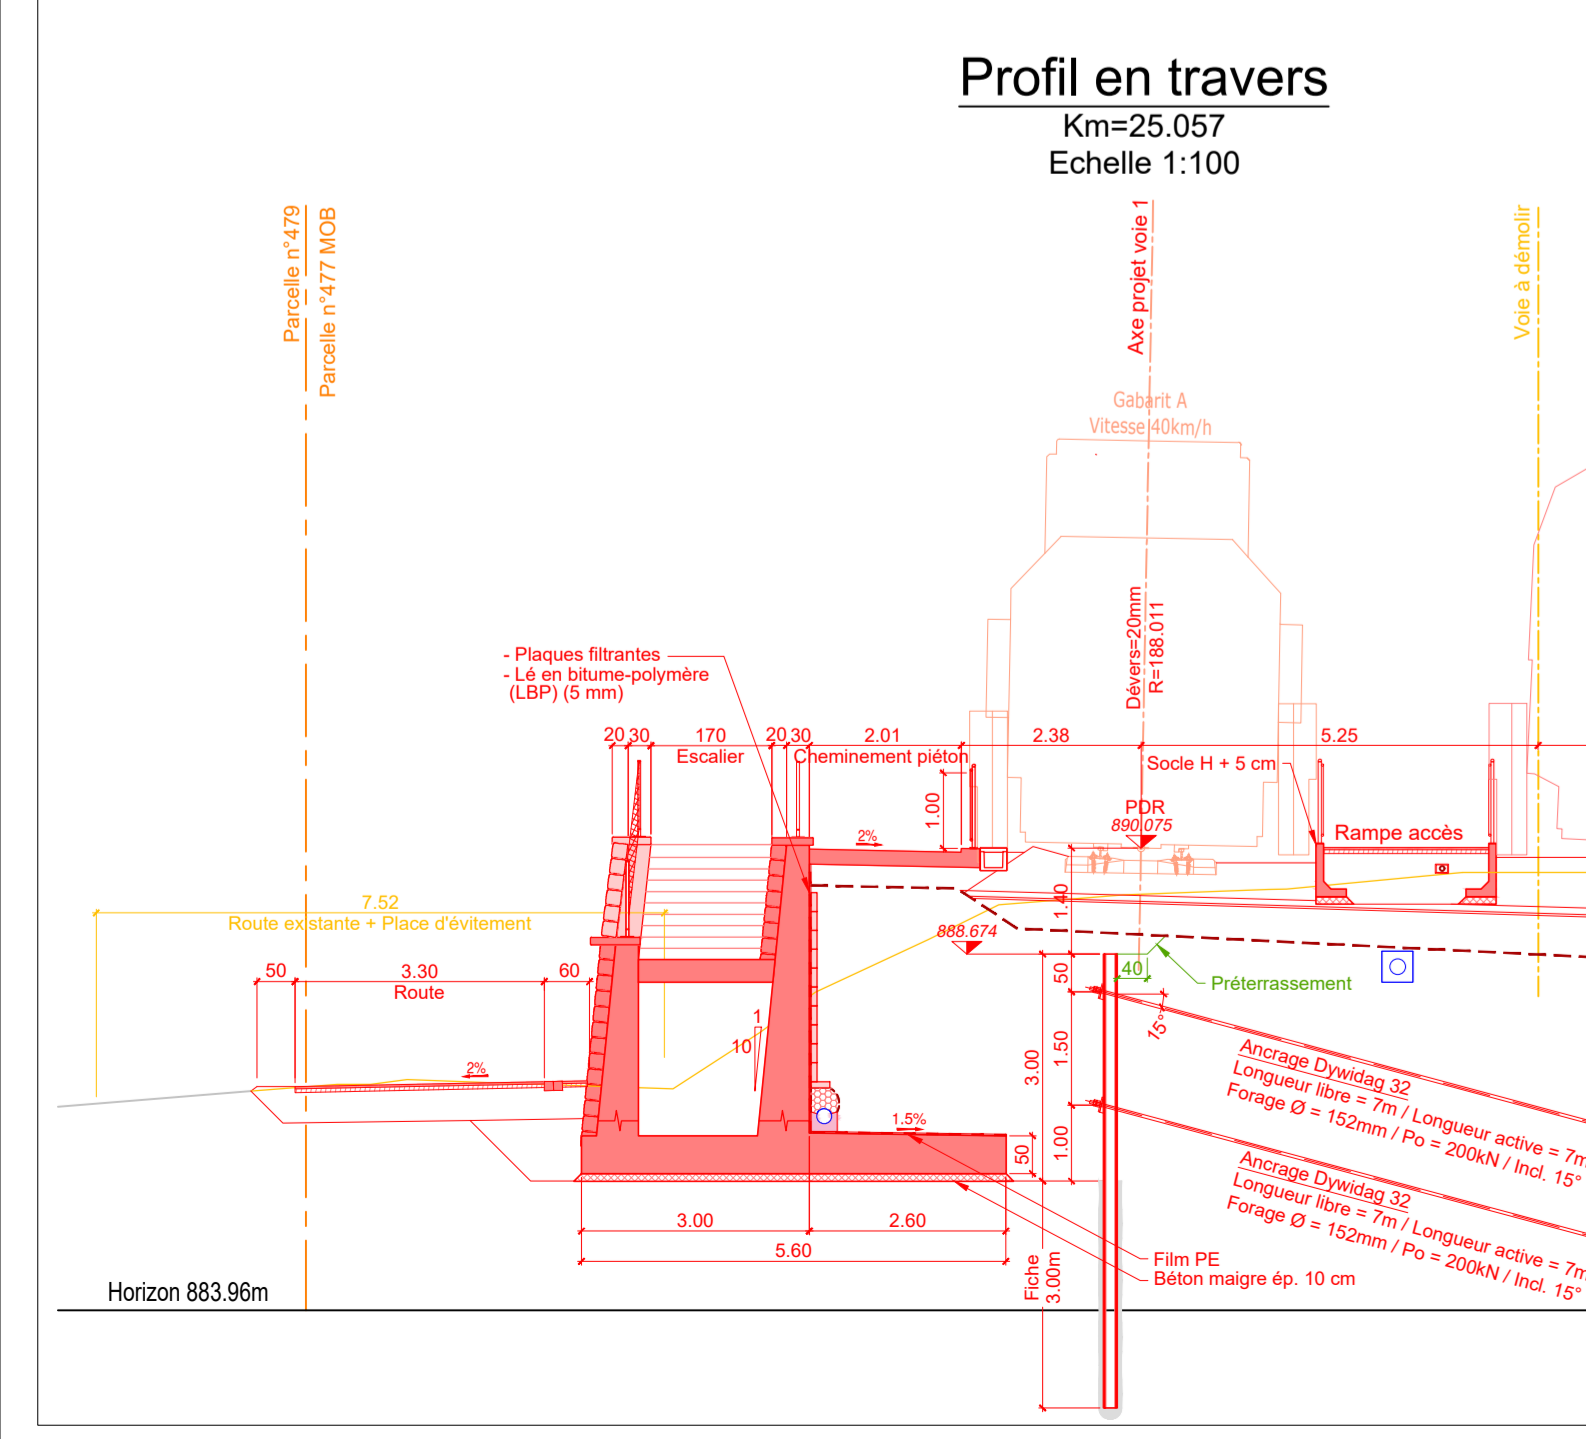 Profil en travers
Km=25.057
Echelle 1:100
Parcelle n°479
Parcelle n°477 MOB
Axe projet voie 1
Voie à démolir
Gabarit A
Vitesse 40km/h
Dévers=20mm
R=188.011
- Plaques filtrantes
- Lé en bitume-polymère
(LBP) (5 mm)
20 30 170 20 30 2.01 2.38 5.25
Escalier
Cheminement piéton
Socle H + 5 cm
1.00
PDR
890.075
Rampe accès
2%
7.52
Route existante + Place d'évitement
1.40
888.674
50 3.30 60
Route
40
50
Préterrassement
15°
1
10
2%
1.50
3.00
Ancrage Dywidag 32
Longueur libre = 7m / Longueur active = 7m
Forage Ø = 152mm / Po = 200kN / Incl. 15°
1.5%
50
1.00
Ancrage Dywidag 32
Longueur libre = 7m / Longueur active = 7m
Forage Ø = 152mm / Po = 200kN / Incl. 15°
3.00 2.60
5.60
Film PE
Béton maigre ép. 10 cm
Fiche
3.00m
Horizon 883.96m